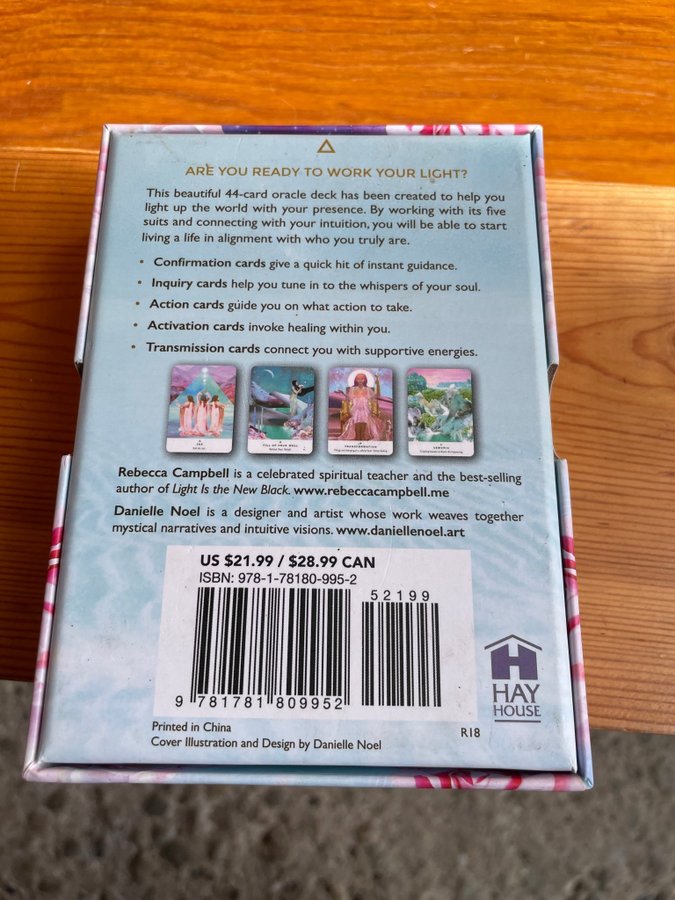 ARE YOU READY TO WORK YOUR LIGHT?
This beautiful 44-card oracle deck has been created to help you
light up the world with your presence. By working with its five
suits and connecting with your intuition, you will be able to start
living a life in alignment with who you truly are.
• Confirmation cards give a quick hit of instant guidance.
• Inquiry cards help you tune in to the whispers of your soul.
• Action cards guide you on what action to take.
• Activation cards invoke healing within you.
• Transmission cards connect you with supportive energies.
FILL UP YOUR WELL
TRANSFORMATION
LEMURIA
Rebecca Campbell is a celebrated spiritual teacher and the best-selling
author of Light Is the New Black. www.rebeccacampbell.me
Danielle Noel is a designer and artist whose work weaves together
mystical narratives and intuitive visions. www.daniellenoel.art
US $21.99 / $28.99 CAN
ISBN: 978-1-78180-995-2
52199
9 781781 809952
HAY
HOUSE
Printed in China
Cover Illustration and Design by Danielle Noel
R18